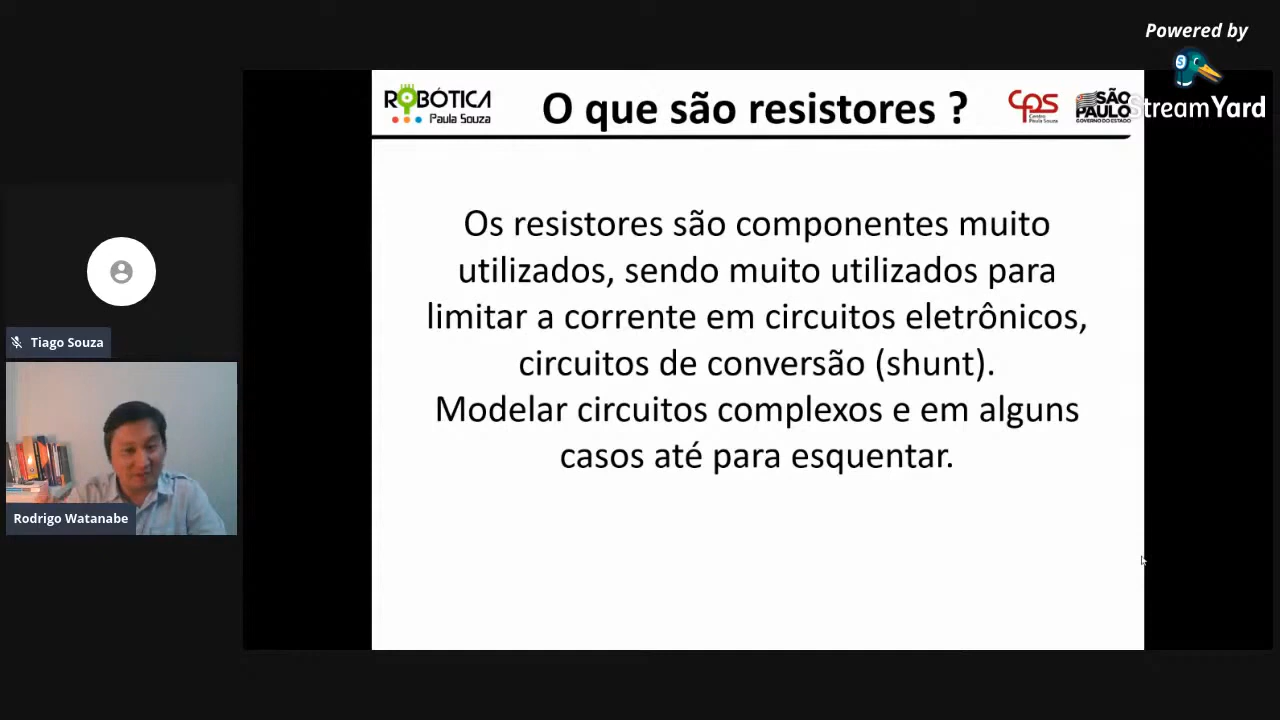 Powered by
StreamYard
ROBÓTICA
Paula Souza
O que são resistores ?
CPS
Centro
Paula Souza
SÃO
PAULO
GOVERNO DO ESTADO
Os resistores são componentes muito
utilizados, sendo muito utilizados para
limitar a corrente em circuitos eletrônicos,
circuitos de conversão (shunt).
Modelar circuitos complexos e em alguns
casos até para esquentar.
Tiago Souza
Rodrigo Watanabe